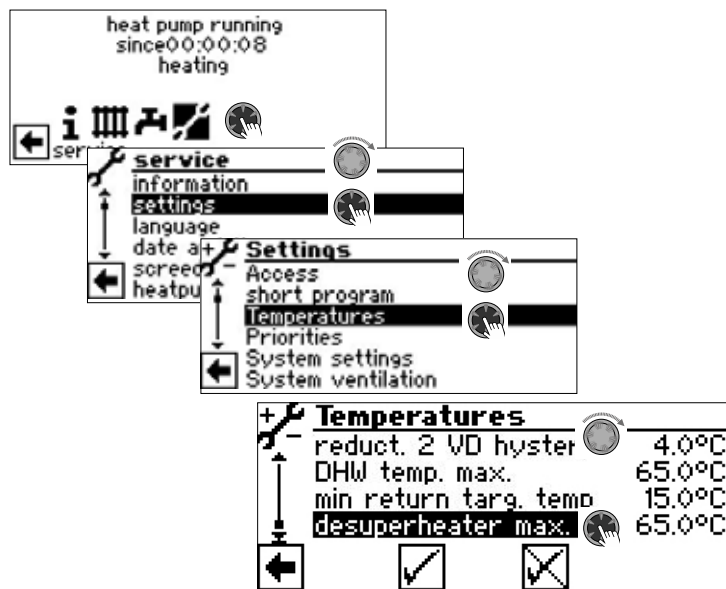 heat pump running
since00:00:08
heating
service
information
settings
language
date a
screed
heatpu
Settings
Access
short program
Temperatures
Priorities
System settings
System ventilation
Temperatures
reduct. 2 VD hyster 4.0°C
DHW temp. max. 65.0°C
min return targ. temp 15.0°C
desuperheater max. 65.0°C